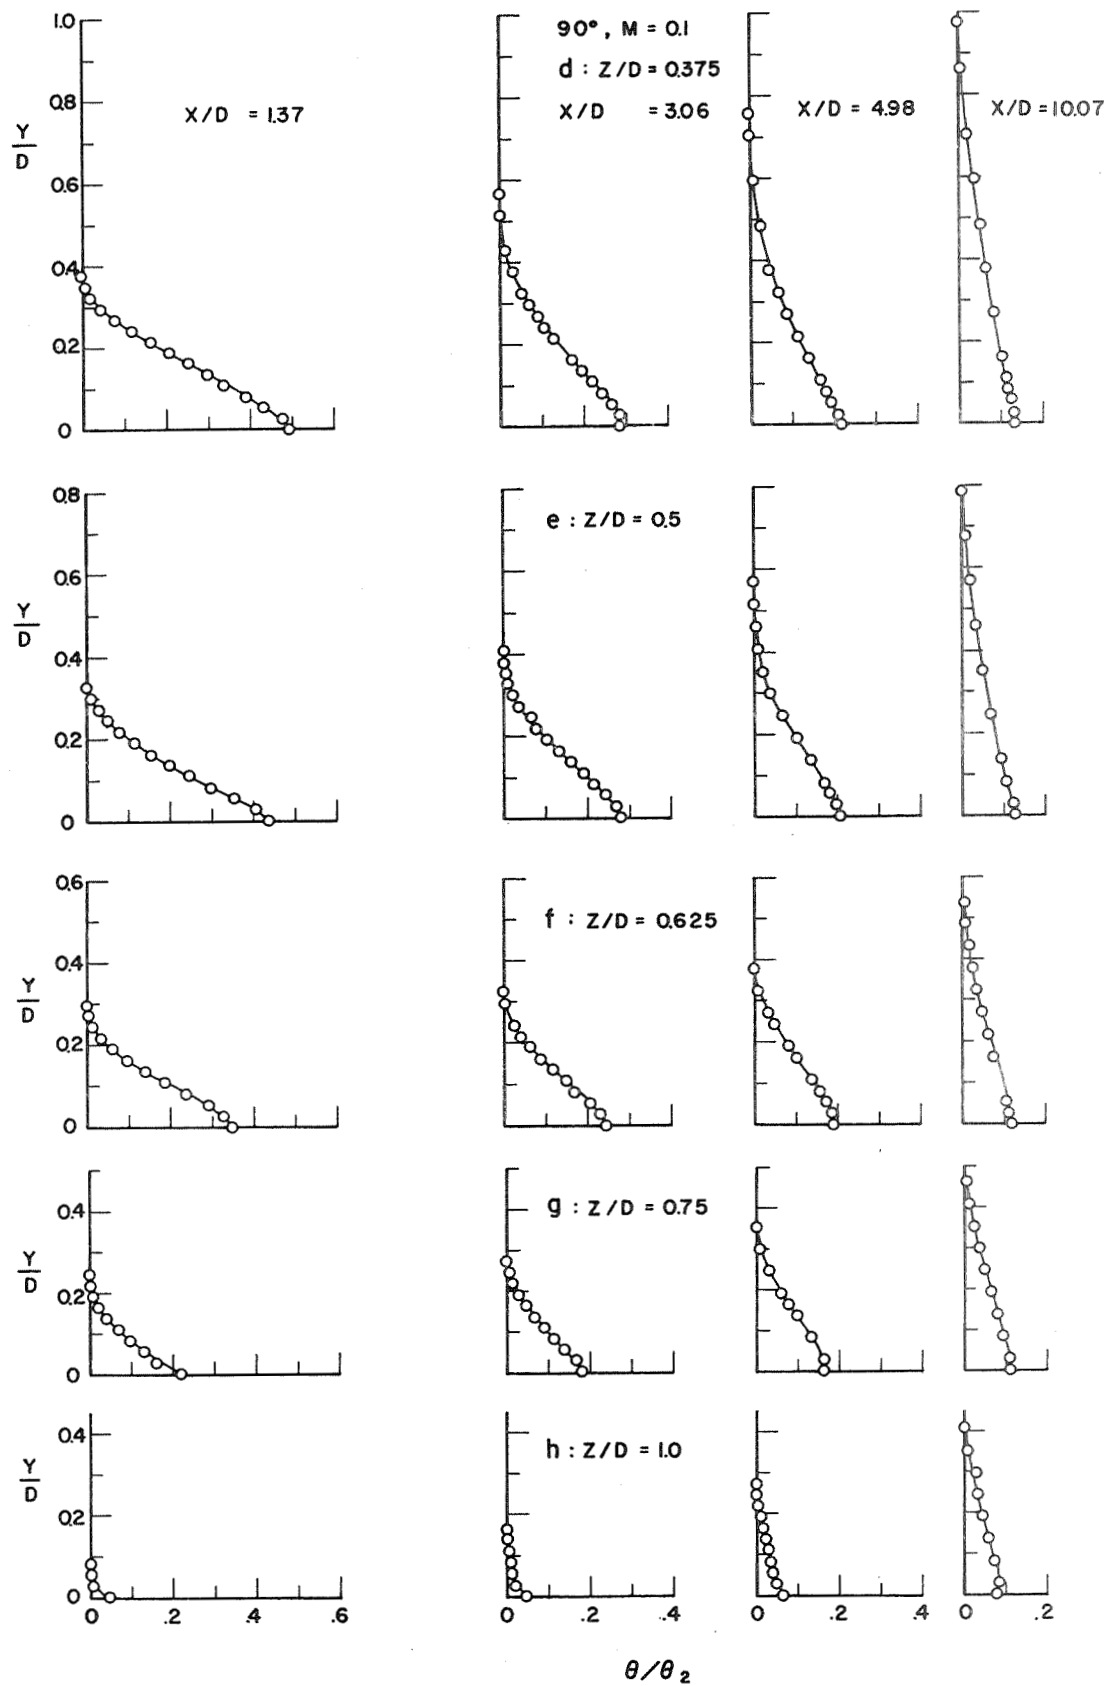 90°, M = 0.1
d : Z/D = 0.375
X/D = 1.37
X/D = 3.06
X/D = 4.98
X/D = 10.07
1.0
0.8
Y/D
0.6
0.4
0.2
0
e : Z/D = 0.5
0.8
0.6
Y/D
0.4
0.2
0
f : Z/D = 0.625
0.6
0.4
Y/D
0.2
0
g : Z/D = 0.75
0.4
Y/D
0.2
0
h : Z/D = 1.0
0.4
Y/D
0.2
0
0 .2 .4 .6 0 .2 .4 0 .2 .4 0 .2
θ/θ2